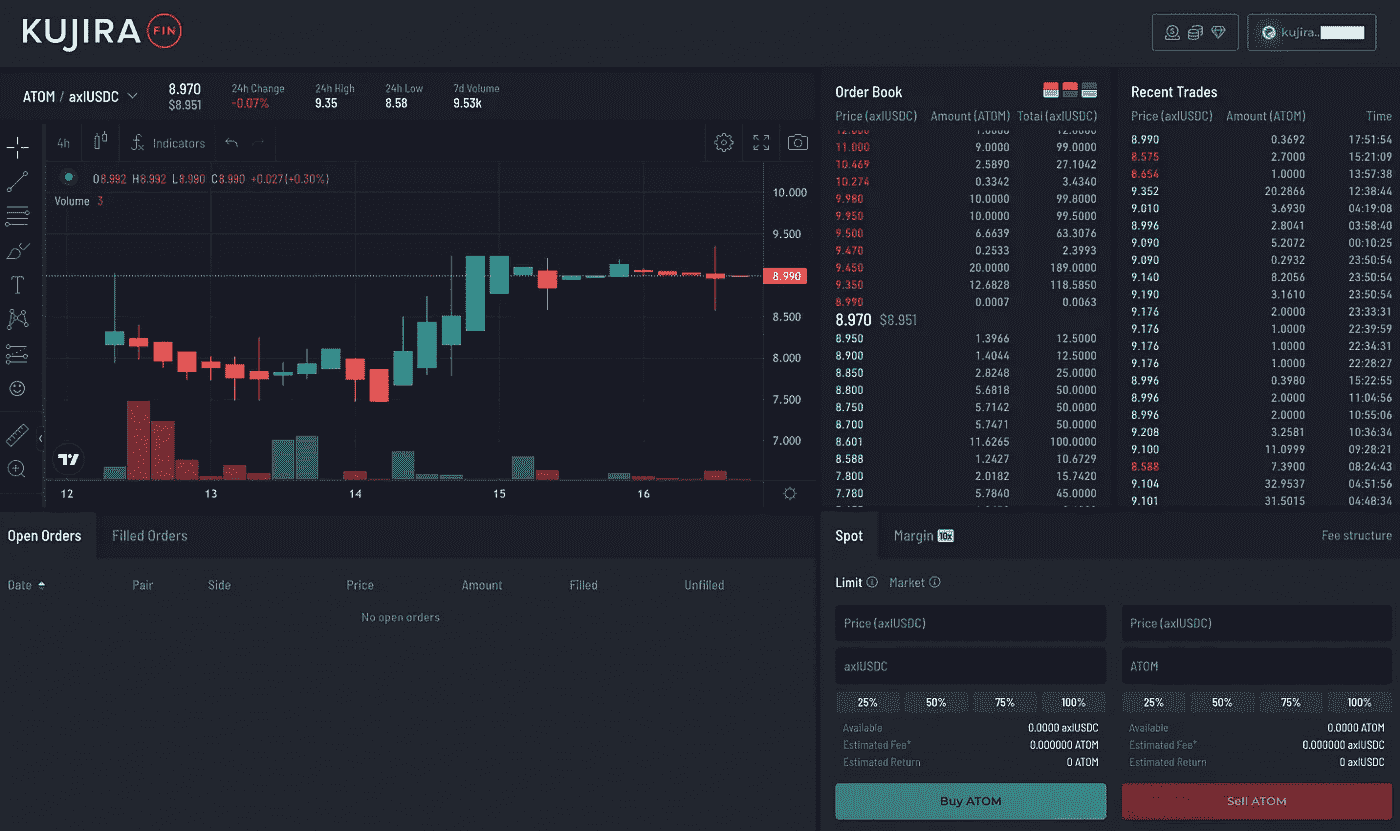 KUJIRA FIN
kujira..
ATOM / axlUSDC
8.970
$8.951
24h Change
-0.07%
24h High
9.35
24h Low
8.58
7d Volume
9.53k
4h
Indicators
O8.992 H8.992 L8.990 C8.990 +0.027(+0.30%)
Volume 3
10.000
9.500
8.990
8.500
8.000
7.500
7.000
12 13 14 15 16
Order Book
Price (axlUSDC) Amount (ATOM) Total (axlUSDC)
12.000 1.0000 12.0000
11.000 9.0000 99.0000
10.469 2.5890 27.1042
10.274 0.3342 3.4340
9.980 10.0000 99.8000
9.950 10.0000 99.5000
9.500 6.6639 63.3076
9.470 0.2533 2.3993
9.450 20.0000 189.0000
9.350 12.6828 118.5850
8.990 0.0007 0.0063
8.970 $8.951
8.950 1.3966 12.5000
8.900 1.4044 12.5000
8.850 2.8248 25.0000
8.800 5.6818 50.0000
8.750 5.7142 50.0000
8.700 5.7471 50.0000
8.601 11.6265 100.0000
8.588 1.2427 10.6729
7.800 2.0182 15.7420
7.780 5.7840 45.0000
Recent Trades
Price (axlUSDC) Amount (ATOM) Time
8.990 0.3692 17:51:54
8.575 2.7000 15:21:09
8.654 1.0000 13:57:38
9.352 20.2866 12:38:44
9.010 3.6930 04:19:08
8.996 2.8041 03:58:40
9.090 5.2072 00:10:25
9.090 0.2932 23:50:54
9.140 8.2056 23:50:54
9.190 3.1610 23:50:54
9.176 2.0000 23:33:31
9.176 1.0000 22:39:59
9.176 1.0000 22:34:31
9.176 1.0000 22:28:27
8.996 0.3980 15:22:55
8.996 2.0000 11:04:56
8.996 2.0000 10:55:06
9.208 3.2581 10:36:34
9.100 11.0999 09:28:21
8.588 7.3900 08:24:43
9.104 32.9537 04:51:56
9.101 31.5015 04:48:34
Open Orders Filled Orders
Date Pair Side Price Amount Filled Unfilled
No open orders
Spot Margin 10x Fee structure
Limit Market
Price (axlUSDC)
axlUSDC
25% 50% 75% 100%
Available 0.0000 axlUSDC
Estimated Fee* 0.000000 ATOM
Estimated Return 0 ATOM
Buy ATOM
Price (axlUSDC)
ATOM
25% 50% 75% 100%
Available 0.0000 ATOM
Estimated Fee* 0.000000 axlUSDC
Estimated Return 0 axlUSDC
Sell ATOM